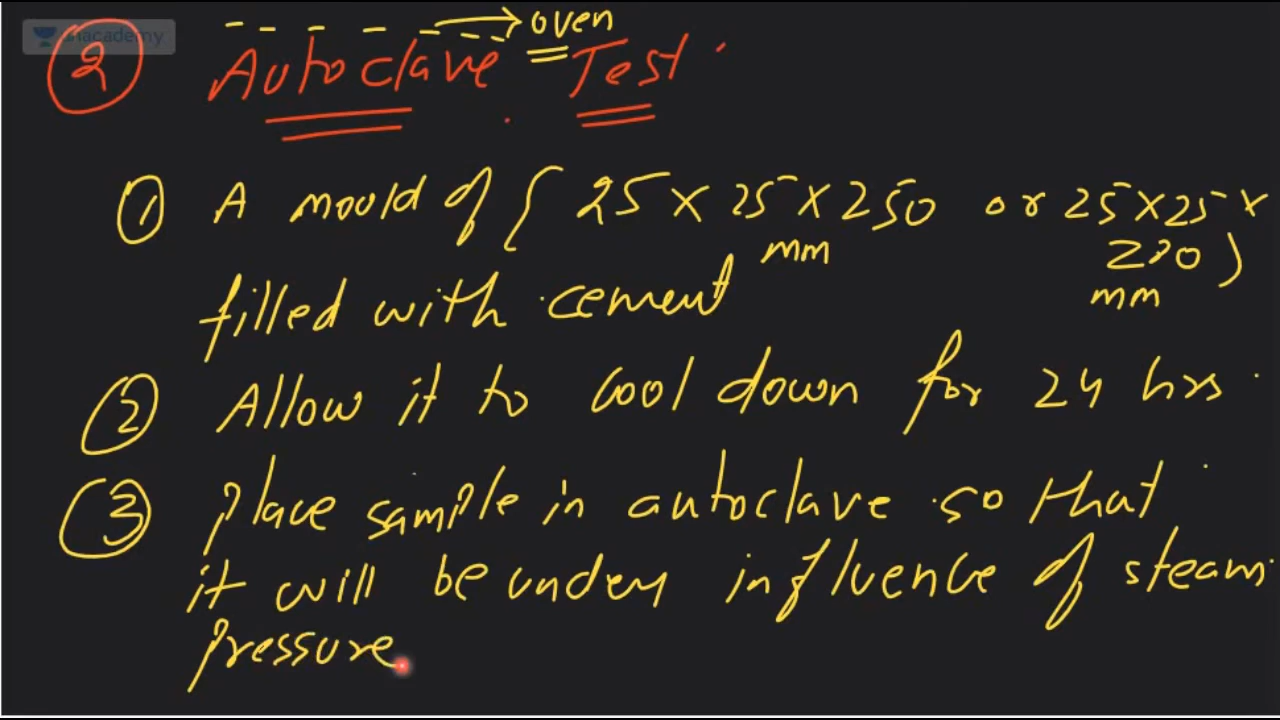 unacademy
→ oven
② Autoclave Test
① A mould of (25 × 25 × 250 or 25 × 25 ×
mm 220)
mm
filled with cement
② Allow it to cool down for 24 hrs.
③ Place sample in autoclave so that
it will be under influence of steam
pressure